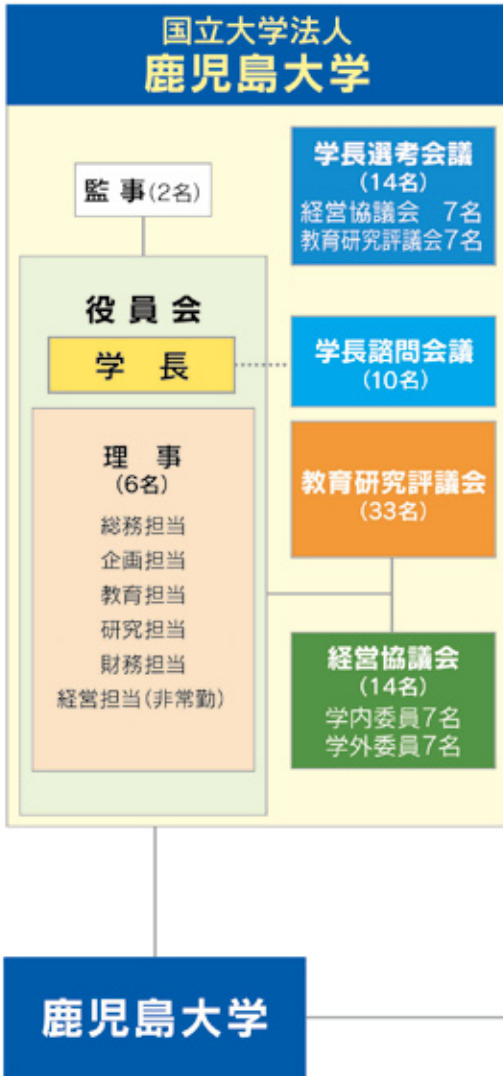 国立大学法人
鹿児島大学
監 事(2名)
役 員 会
学 長
理 事
(6名)
総務担当
企画担当
教育担当
研究担当
財務担当
経営担当(非常勤)
学長選考会議
(14名)
経営協議会 7名
教育研究評議会7名
学長諮問会議
(10名)
教育研究評議会
(33名)
経営協議会
(14名)
学内委員7名
学外委員7名
鹿児島大学